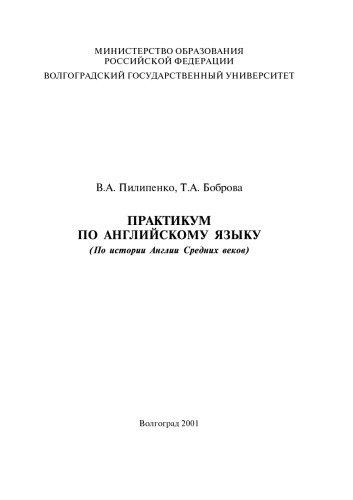 МИНИСТЕРСТВО ОБРАЗОВАНИЯ
РОССИЙСКОЙ ФЕДЕРАЦИИ
ВОЛГОГРАДСКИЙ ГОСУДАРСТВЕННЫЙ УНИВЕРСИТЕТ
В.А. Пилипенко, Т.А. Боброва
ПРАКТИКУМ
ПО АНГЛИЙСКОМУ ЯЗЫКУ
(По истории Англии Средних веков)
Волгоград 2001